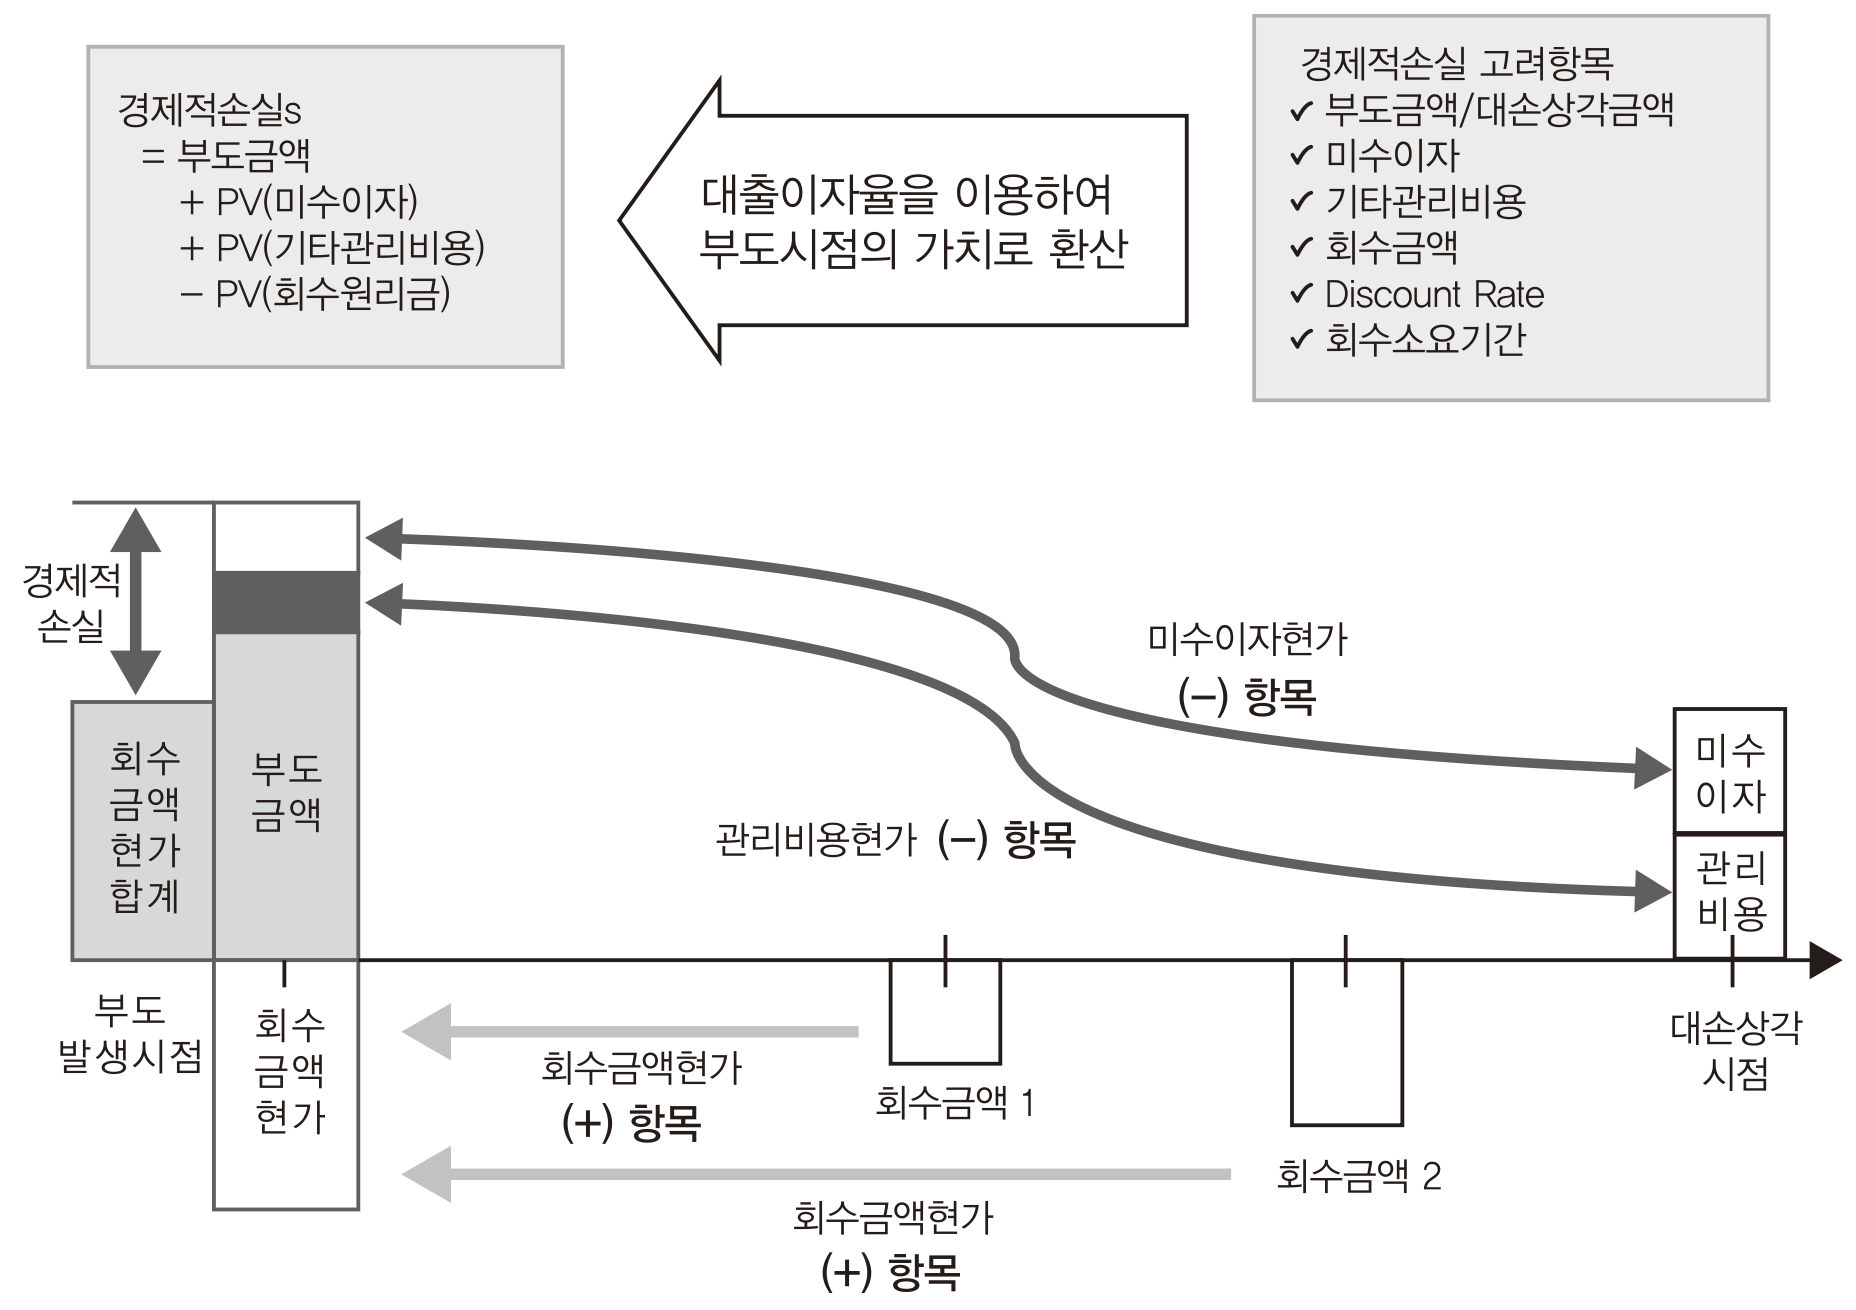 경제적손실s
= 부도금액
+ PV(미수이자)
+ PV(기타관리비용)
– PV(회수원리금)
대출이자율을 이용하여
부도시점의 가치로 환산
경제적손실 고려항목
✓ 부도금액/대손상각금액
✓ 미수이자
✓ 기타관리비용
✓ 회수금액
✓ Discount Rate
✓ 회수소요기간
경제적
손실
회수
금액
현가
합계
부도
금액
미수이자현가
(–) 항목
관리비용현가 (–) 항목
미수
이자
관리
비용
부도
발생시점
회수
금액
현가
회수금액현가
(+) 항목
회수금액 1
회수금액현가
(+) 항목
회수금액 2
대손상각
시점